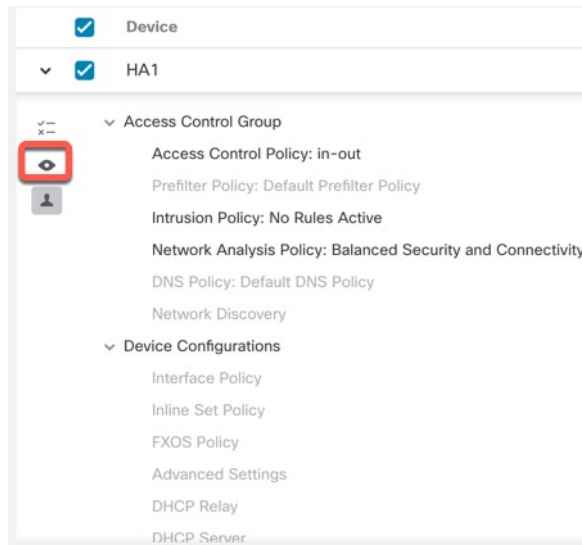 Device
HA1
Access Control Group
Access Control Policy: in-out
Prefilter Policy: Default Prefilter Policy
Intrusion Policy: No Rules Active
Network Analysis Policy: Balanced Security and Connectivity
DNS Policy: Default DNS Policy
Network Discovery
Device Configurations
Interface Policy
Inline Set Policy
FXOS Policy
Advanced Settings
DHCP Relay
DHCP Server